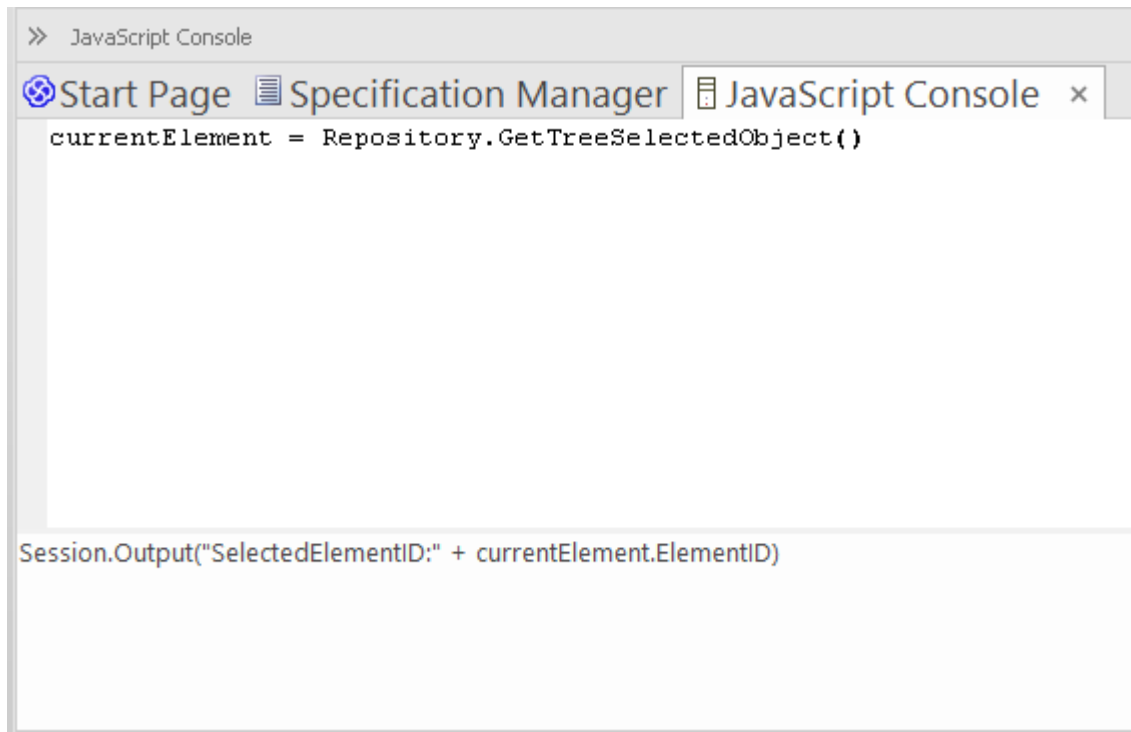 JavaScript Console
Start Page Specification Manager JavaScript Console
currentElement = Repository.GetTreeSelectedObject()
Session.Output("SelectedElementID:" + currentElement.ElementID)